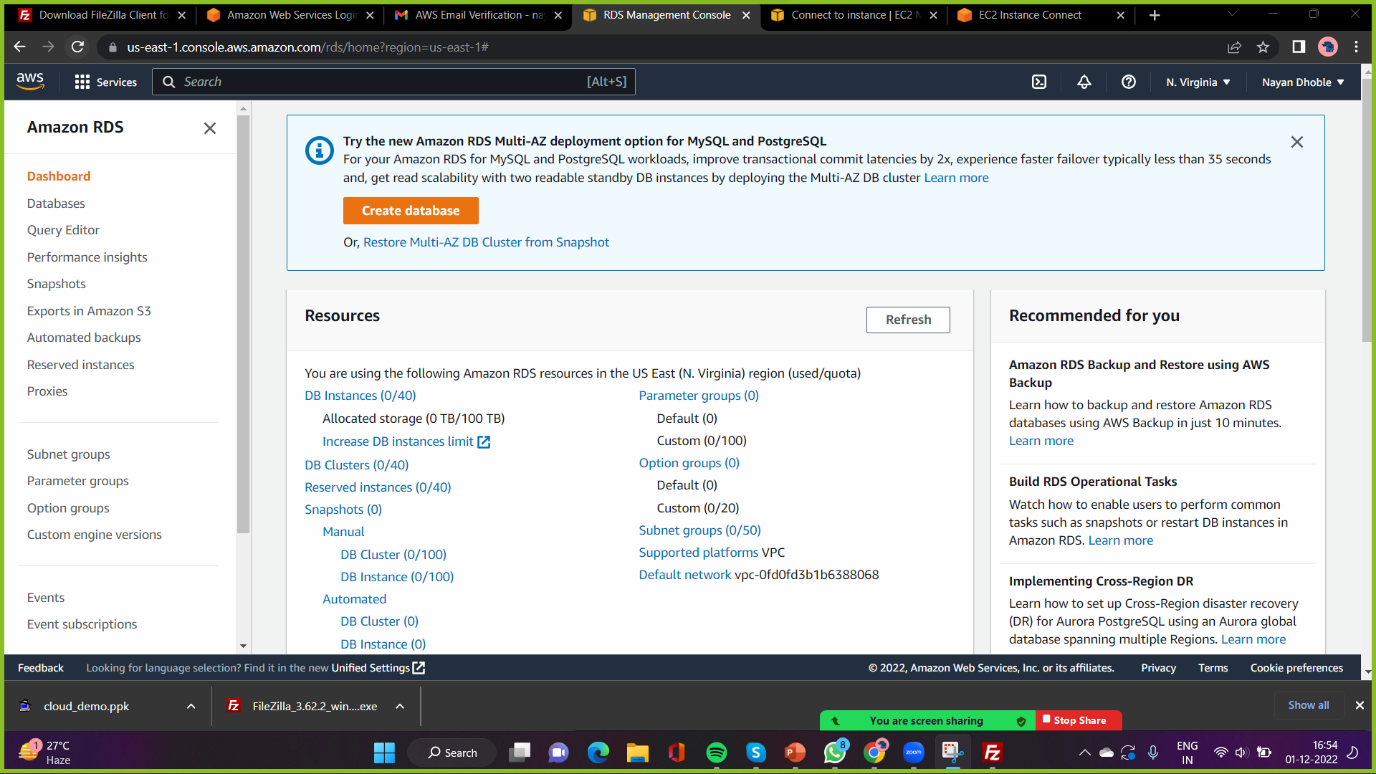 Download FileZilla Client fo
Amazon Web Services Logi
AWS Email Verification - na
RDS Management Console
Connect to instance | EC2 M
EC2 Instance Connect
us-east-1.console.aws.amazon.com/rds/home?region=us-east-1#
aws
Services
Search
[Alt+S]
N. Virginia
Nayan Dhoble
Amazon RDS
Dashboard
Databases
Query Editor
Performance insights
Snapshots
Exports in Amazon S3
Automated backups
Reserved instances
Proxies
Subnet groups
Parameter groups
Option groups
Custom engine versions
Events
Event subscriptions
Try the new Amazon RDS Multi-AZ deployment option for MySQL and PostgreSQL
For your Amazon RDS for MySQL and PostgreSQL workloads, improve transactional commit latencies by 2x, experience faster failover typically less than 35 seconds
and, get read scalability with two readable standby DB instances by deploying the Multi-AZ DB cluster Learn more
Create database
Or, Restore Multi-AZ DB Cluster from Snapshot
Resources
Refresh
You are using the following Amazon RDS resources in the US East (N. Virginia) region (used/quota)
DB Instances (0/40)
Allocated storage (0 TB/100 TB)
Increase DB instances limit
DB Clusters (0/40)
Reserved instances (0/40)
Snapshots (0)
Manual
DB Cluster (0/100)
DB Instance (0/100)
Automated
DB Cluster (0)
DB Instance (0)
Parameter groups (0)
Default (0)
Custom (0/100)
Option groups (0)
Default (0)
Custom (0/20)
Subnet groups (0/50)
Supported platforms VPC
Default network vpc-0fd0fd3b1b6388068
Recommended for you
Amazon RDS Backup and Restore using AWS
Backup
Learn how to backup and restore Amazon RDS
databases using AWS Backup in just 10 minutes.
Learn more
Build RDS Operational Tasks
Watch how to enable users to perform common
tasks such as snapshots or restart DB instances in
Amazon RDS. Learn more
Implementing Cross-Region DR
Learn how to set up Cross-Region disaster recovery
(DR) for Aurora PostgreSQL using an Aurora global
database spanning multiple Regions. Learn more
Feedback
Looking for language selection? Find it in the new Unified Settings
© 2022, Amazon Web Services, Inc. or its affiliates.
Privacy
Terms
Cookie preferences
cloud_demo.ppk
FileZilla_3.62.2_win....exe
Show all
You are screen sharing
Stop Share
1
27°C
Haze
Search
8
zoom
ENG
IN
16:54
01-12-2022